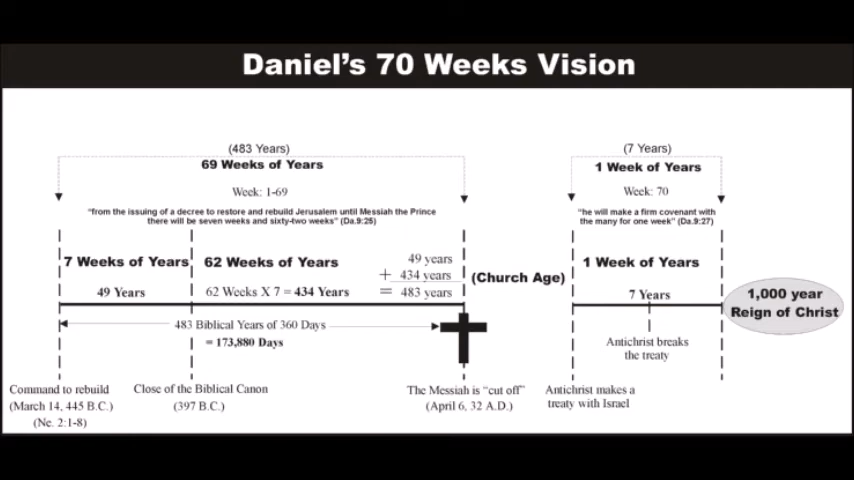 Daniel's 70 Weeks Vision
(483 Years)
69 Weeks of Years
Week: 1-69
"from the issuing of a decree to restore and rebuild Jerusalem until Messiah the Prince
there will be seven weeks and sixty-two weeks" (Da.9:25)
(7 Years)
1 Week of Years
Week: 70
"he will make a firm covenant with
the many for one week" (Da.9:27)
7 Weeks of Years
49 Years
62 Weeks of Years
62 Weeks X 7 = 434 Years
49 years
+ 434 years
= 483 years
(Church Age)
1 Week of Years
7 Years
1,000 year
Reign of Christ
483 Biblical Years of 360 Days
= 173,880 Days
Antichrist breaks
the treaty
Command to rebuild
(March 14, 445 B.C.)
(Ne. 2:1-8)
Close of the Biblical Canon
(397 B.C.)
The Messiah is "cut off"
(April 6, 32 A.D.)
Antichrist makes a
treaty with Israel